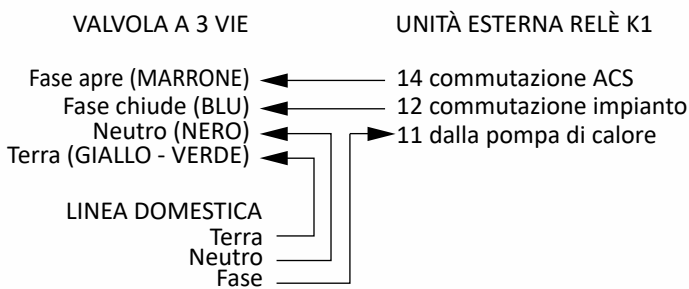 VALVOLA A 3 VIE UNITÀ ESTERNA RELÈ K1
Fase apre (MARRONE) 14 commutazione ACS
Fase chiude (BLU) 12 commutazione impianto
Neutro (NERO) 11 dalla pompa di calore
Terra (GIALLO - VERDE)
LINEA DOMESTICA
Terra
Neutro
Fase